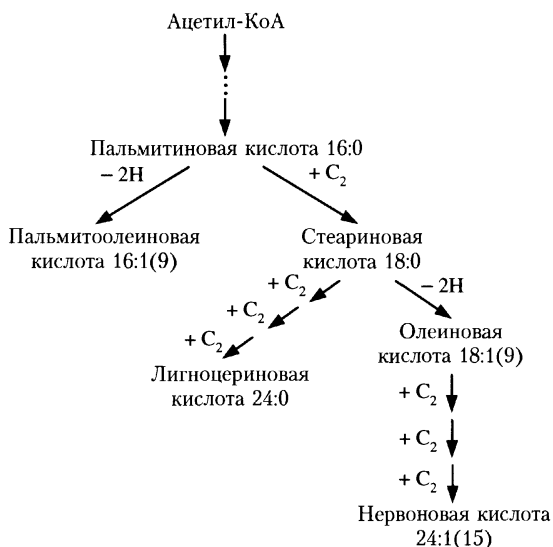 Ацетил-КоА
Пальмитиновая кислота 16:0
– 2H
+ C₂
Пальмитоолеиновая
кислота 16:1(9)
Стеариновая
кислота 18:0
+ C₂
+ C₂
+ C₂
– 2H
Лигноцериновая
кислота 24:0
Олеиновая
кислота 18:1(9)
+ C₂
+ C₂
+ C₂
Нервоновая кислота
24:1(15)